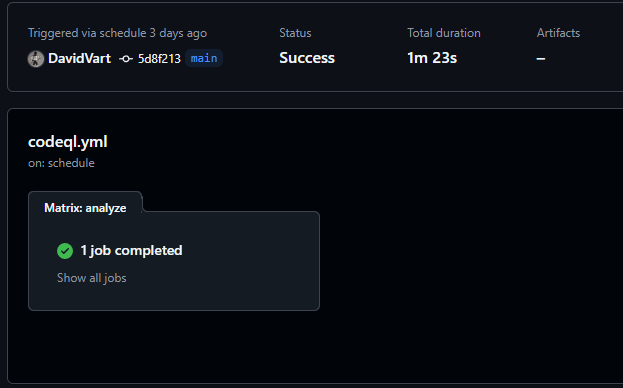 Triggered via schedule 3 days ago
DavidVart 5d8f213 main
Status
Success
Total duration
1m 23s
Artifacts
–
codeql.yml
on: schedule
Matrix: analyze
1 job completed
Show all jobs